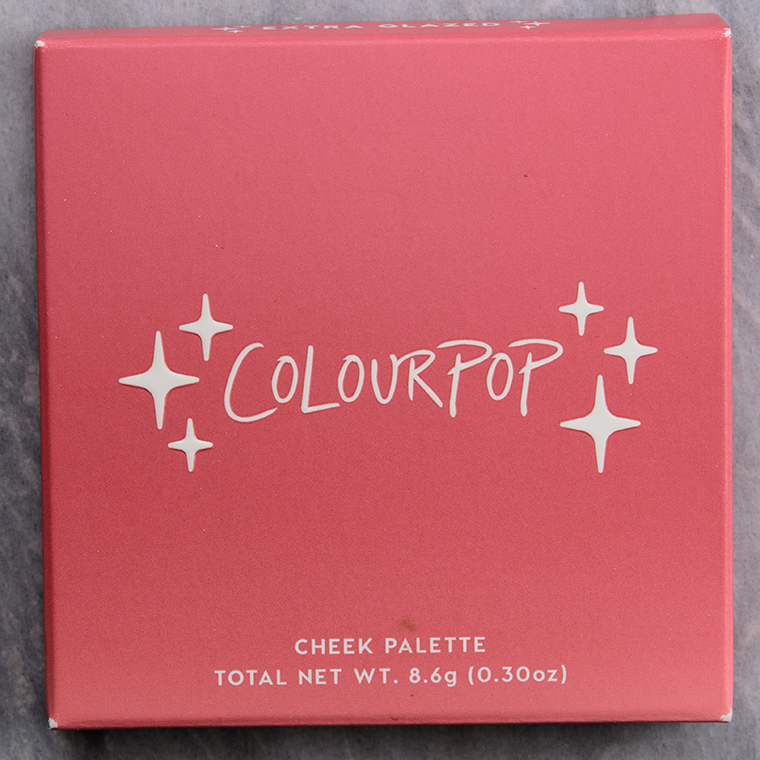 EXTRA GLAZED
COLOURPOP
CHEEK PALETTE
TOTAL NET WT. 8.6g (0.30oz)